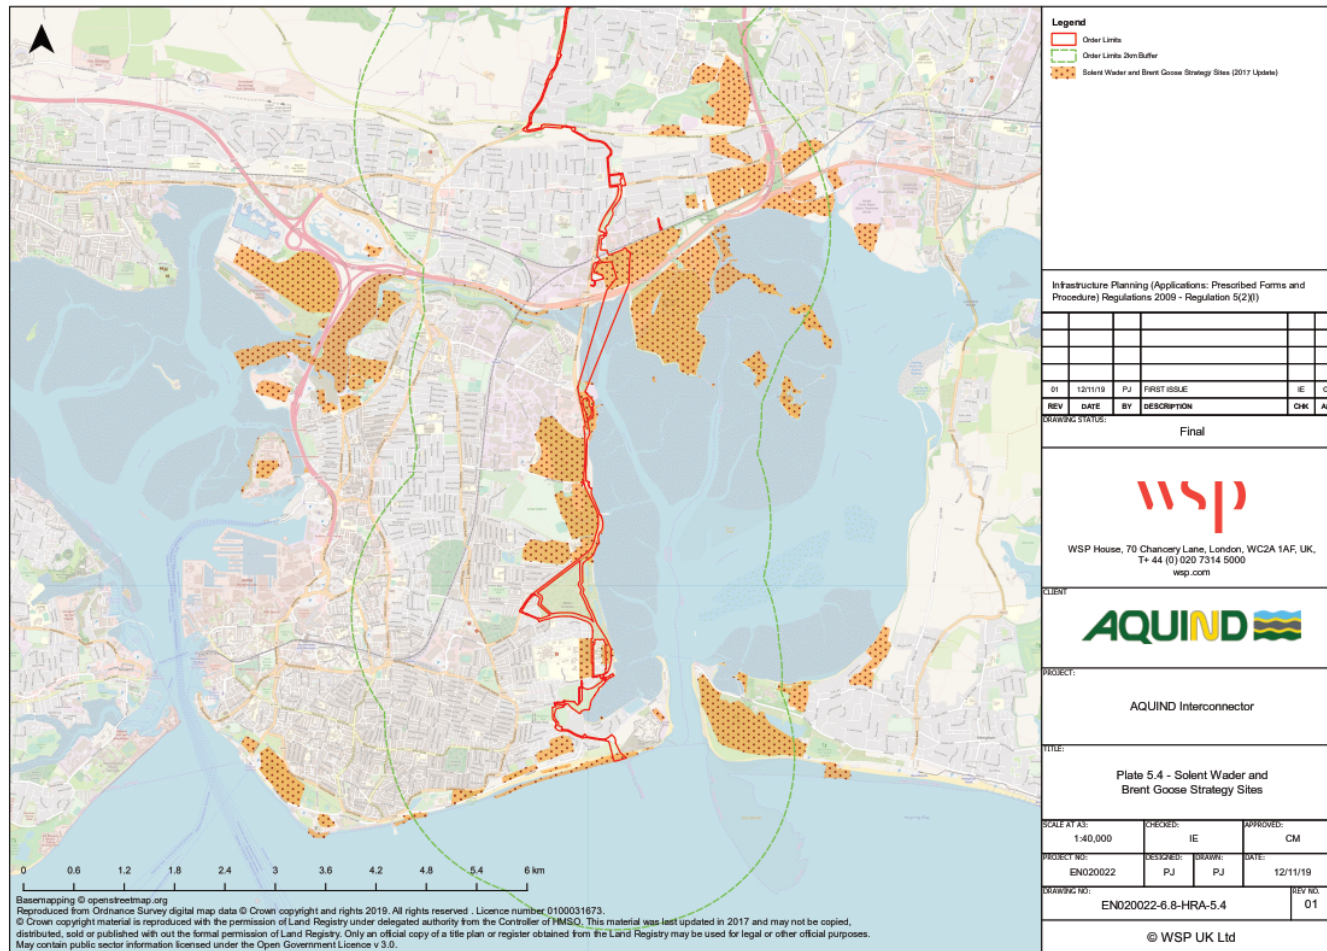 Legend
Order Limits
Order Limits 2km Buffer
Solent Wader and Brent Goose Strategy Sites (2017 Update)
Infrastructure Planning (Applications: Prescribed Forms and
Procedure) Regulations 2009 - Regulation 5(2)(l)
01 12/11/19 PJ FIRST ISSUE IE
REV DATE BY DESCRIPTION CHK
DRAWING STATUS:
Final
wsp
WSP House, 70 Chancery Lane, London, WC2A 1AF, UK,
T+ 44 (0) 020 7314 5000
wsp.com
CLIENT
AQUIND
PROJECT:
AQUIND Interconnector
TITLE:
Plate 5.4 - Solent Wader and
Brent Goose Strategy Sites
SCALE AT A3: CHECKED: APPROVED:
1:40,000 IE CM
PROJECT NO: DESIGNED: DRAWN: DATE:
EN020022 PJ PJ 12/11/19
DRAWING NO: REV NO.
EN020022-6.8-HRA-5.4 01
© WSP UK Ltd
0 0.6 1.2 1.8 2.4 3 3.6 4.2 4.8 5.4 6 km
Basemapping © openstreetmap.org
Reproduced from Ordnance Survey digital map data © Crown copyright and rights 2019. All rights reserved . Licence number 0100031673.
© Crown copyright material is reproduced with the permission of Land Registry under delegated authority from the Controller of HMSO. This material was last updated in 2017 and may not be copied,
distributed, sold or published with out the formal permission of Land Registry. Only an official copy of a title plan or register obtained from the Land Registry may be used for legal or other official purposes.
May contain public sector information licensed under the Open Government Licence v 3.0.